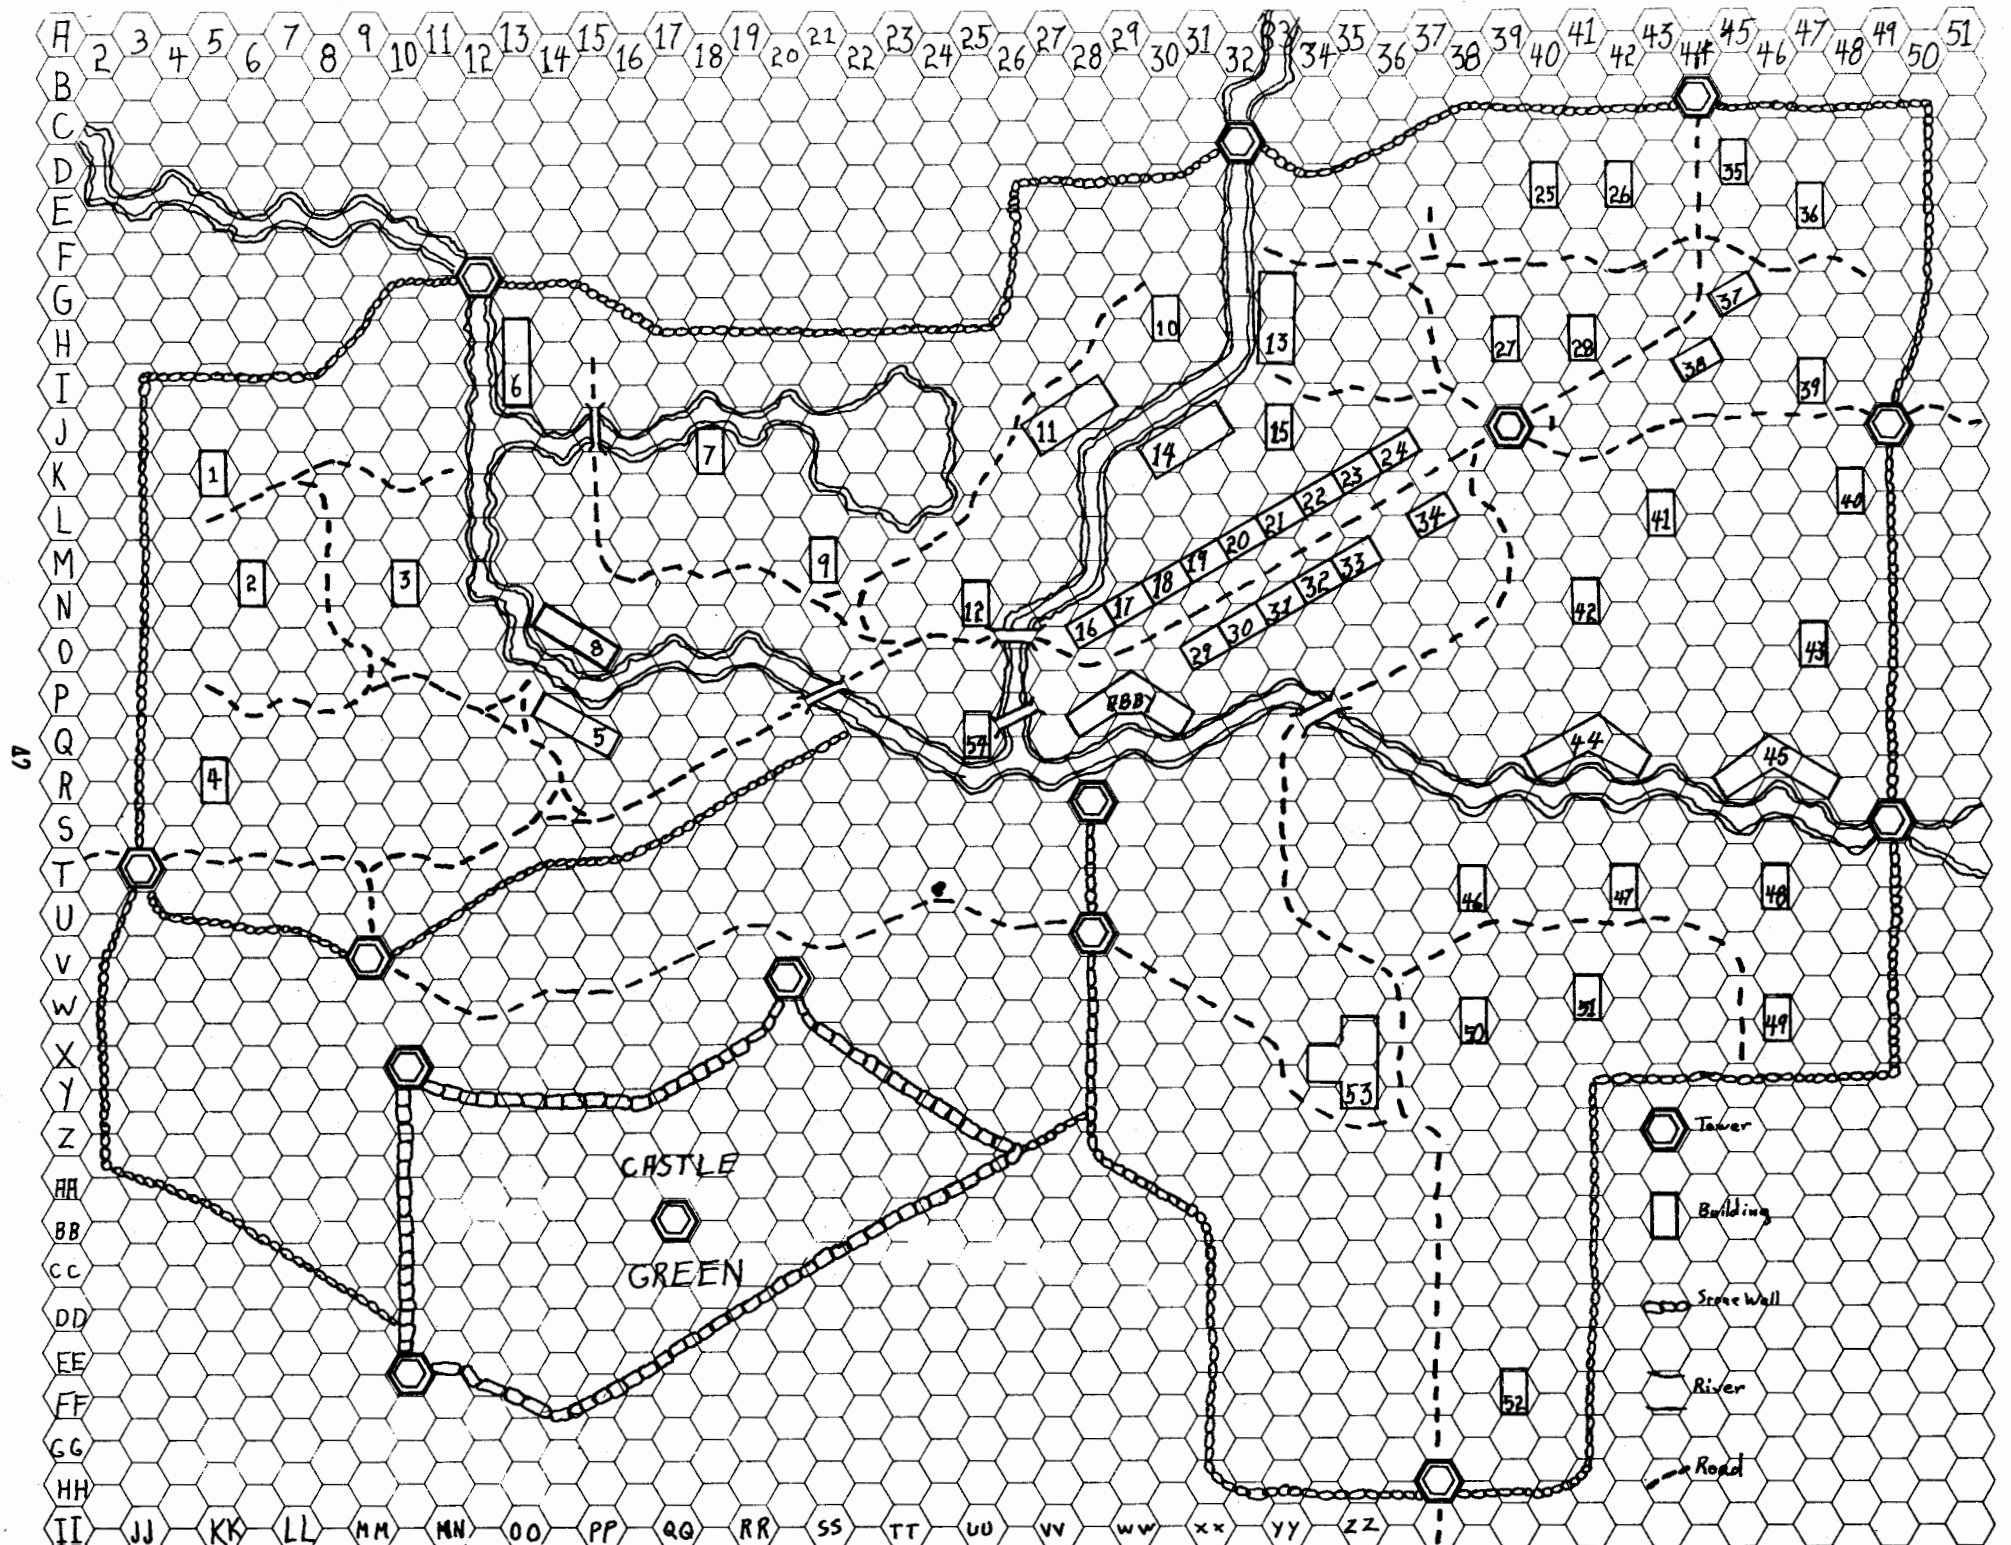 A 3 5 7 9 11 13 15 17 19 21 23 25 27 29 31 33 35 37 39 41 43 45 47 49 51
2 4 6 8 10 12 14 16 18 20 22 24 26 28 30 32 34 36 38 40 42 44 46 48 50
B
C
D 25 26 35
E 36
F
G 37
H 10 13 27 28
I 6 38 39
J 11 15
K 1 7 14 24
L 23 22 34 41 40
M 2 3 9 19 20 21 33
N 12 17 18 31 32 42
O 8 16 29 30 43
P ABBY
Q 5 54 44
R 4 45
S
T
U 46 47 48
V
W 50 51 49
X
Y 53
Z Tower
CASTLE
AA
BB Building
CC GREEN
DD Stone Wall
EE
FF 52 River
GG
HH Road
II JJ KK LL MM NN OO PP QQ RR SS TT UU VV WW XX YY ZZ